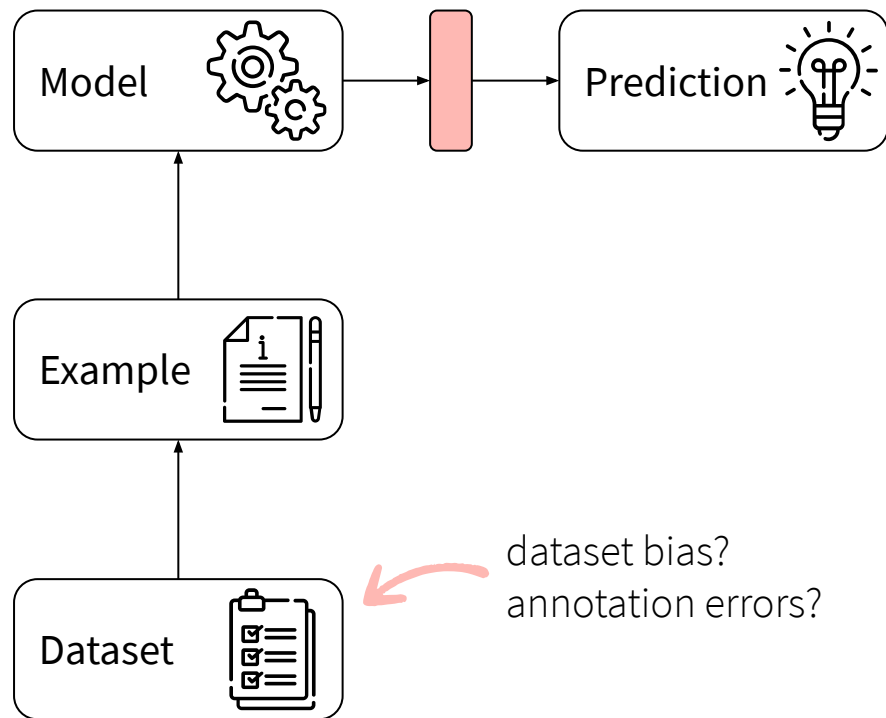 Model
Prediction
Example
i
dataset bias?
annotation errors?
Dataset